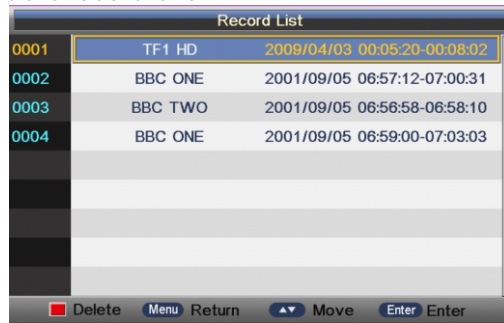 Record List
0001 TF1 HD 2009/04/03 00:05:20-00:08:02
0002 BBC ONE 2001/09/05 06:57:12-07:00:31
0003 BBC TWO 2001/09/05 06:56:58-06:58:10
0004 BBC ONE 2001/09/05 06:59:00-07:03:03
Delete Menu Return Move Enter Enter